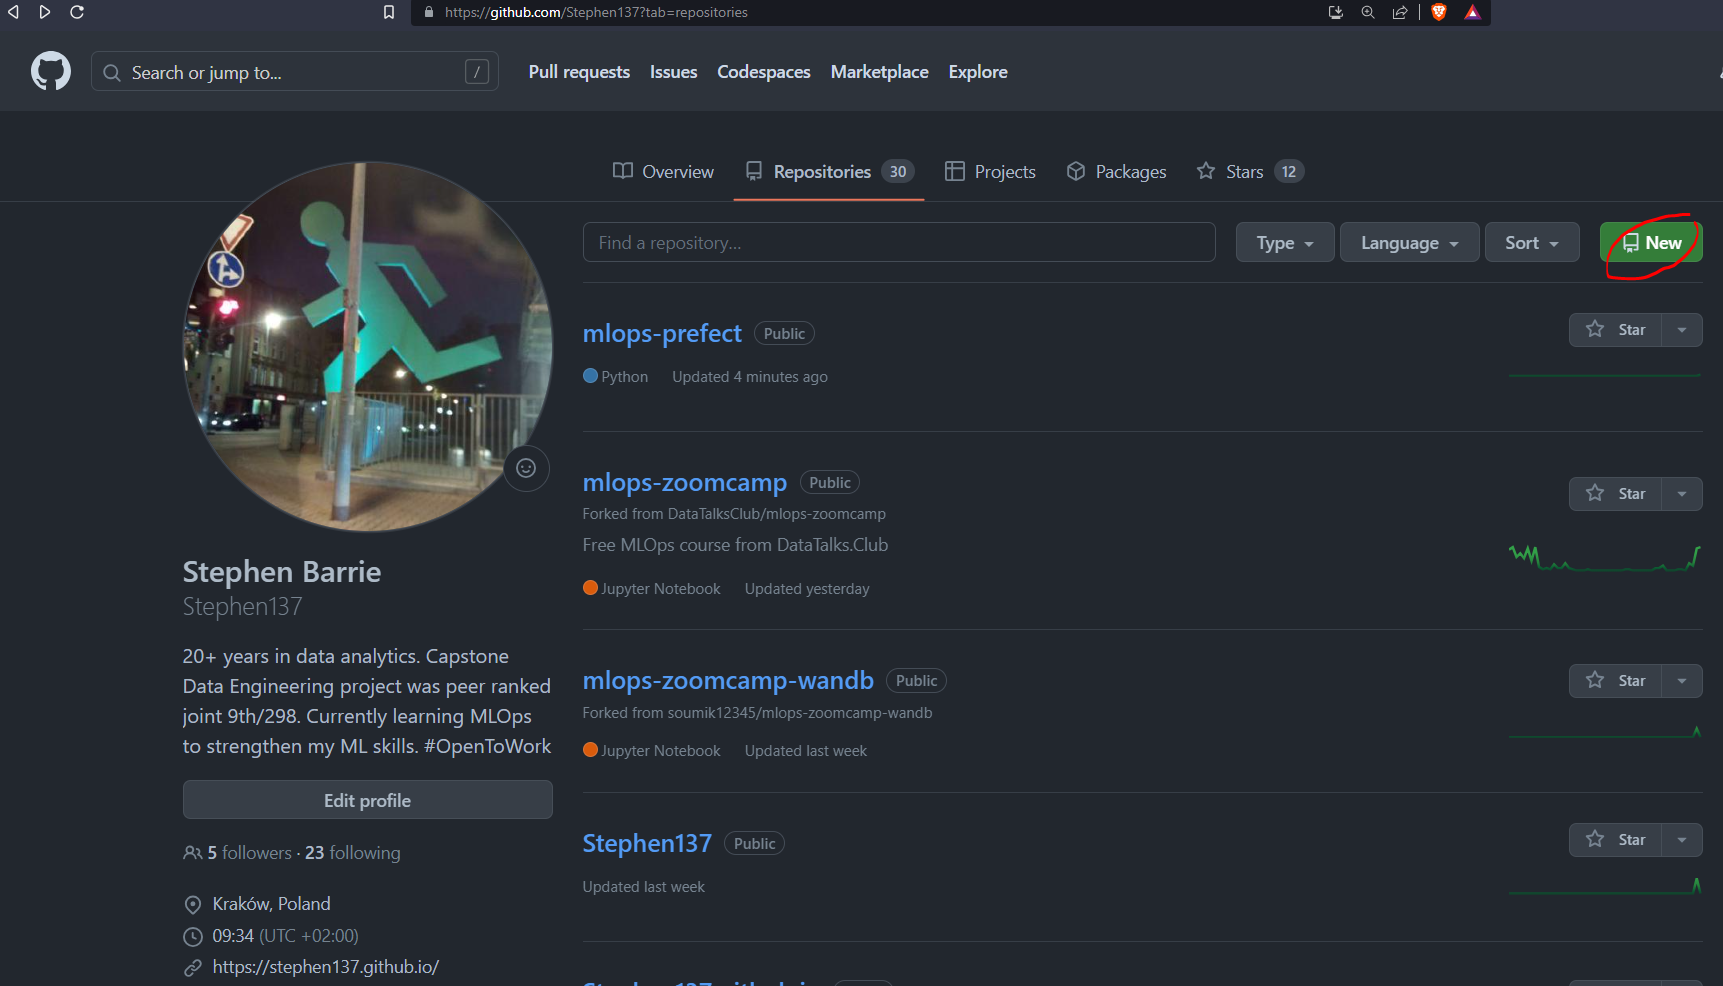 https://github.com/Stephen137?tab=repositories
Search or jump to... /
Pull requests Issues Codespaces Marketplace Explore
Overview Repositories 30 Projects Packages Stars 12
Find a repository... Type Language Sort New
mlops-prefect Public Star
Python Updated 4 minutes ago
mlops-zoomcamp Public Star
Forked from DataTalksClub/mlops-zoomcamp
Free MLOps course from DataTalks.Club
Jupyter Notebook Updated yesterday
mlops-zoomcamp-wandb Public Star
Forked from soumik12345/mlops-zoomcamp-wandb
Jupyter Notebook Updated last week
Stephen137 Public Star
Updated last week
Stephen Barrie
Stephen137
20+ years in data analytics. Capstone
Data Engineering project was peer ranked
joint 9th/298. Currently learning MLOps
to strengthen my ML skills. #OpenToWork
Edit profile
5 followers · 23 following
Kraków, Poland
09:34 (UTC +02:00)
https://stephen137.github.io/